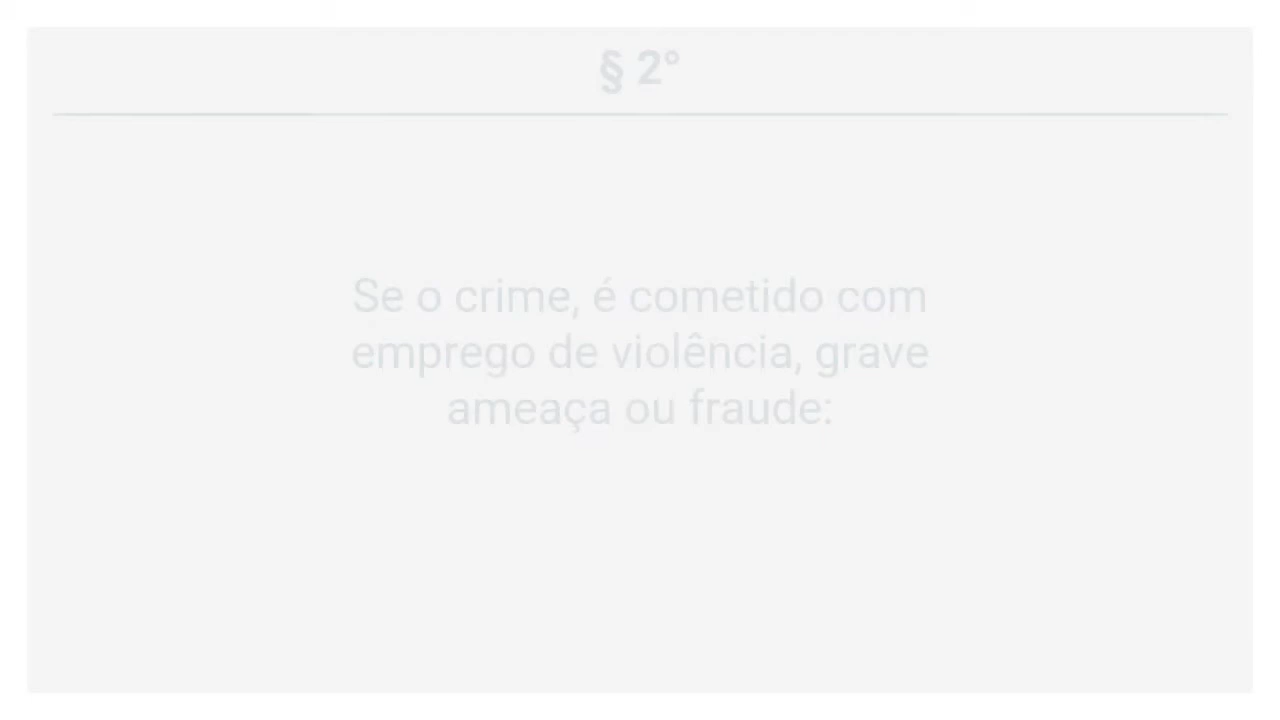 § 2°
Se o crime, é cometido com
emprego de violência, grave
ameaça ou fraude: